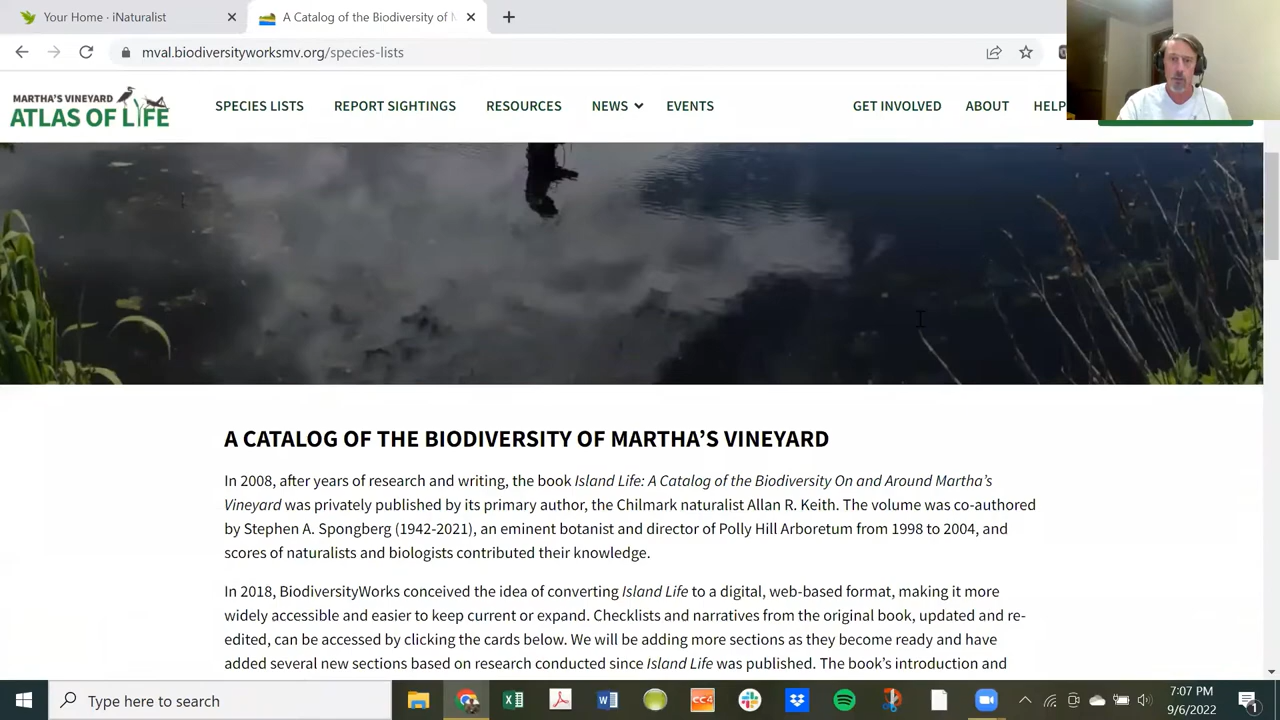 Your Home · iNaturalist
A Catalog of the Biodiversity of M
mval.biodiversityworksmv.org/species-lists
MARTHA'S VINEYARD
ATLAS OF LIFE
SPECIES LISTS
REPORT SIGHTINGS
RESOURCES
NEWS
EVENTS
GET INVOLVED
ABOUT
HELP
A CATALOG OF THE BIODIVERSITY OF MARTHA’S VINEYARD
In 2008, after years of research and writing, the book Island Life: A Catalog of the Biodiversity On and Around Martha’s
Vineyard was privately published by its primary author, the Chilmark naturalist Allan R. Keith. The volume was co-authored
by Stephen A. Spongberg (1942-2021), an eminent botanist and director of Polly Hill Arboretum from 1998 to 2004, and
scores of naturalists and biologists contributed their knowledge.
In 2018, BiodiversityWorks conceived the idea of converting Island Life to a digital, web-based format, making it more
widely accessible and easier to keep current or expand. Checklists and narratives from the original book, updated and re-
edited, can be accessed by clicking the cards below. We will be adding more sections as they become ready and have
added several new sections based on research conducted since Island Life was published. The book’s introduction and
Type here to search
CC4
7:07 PM
9/6/2022
1